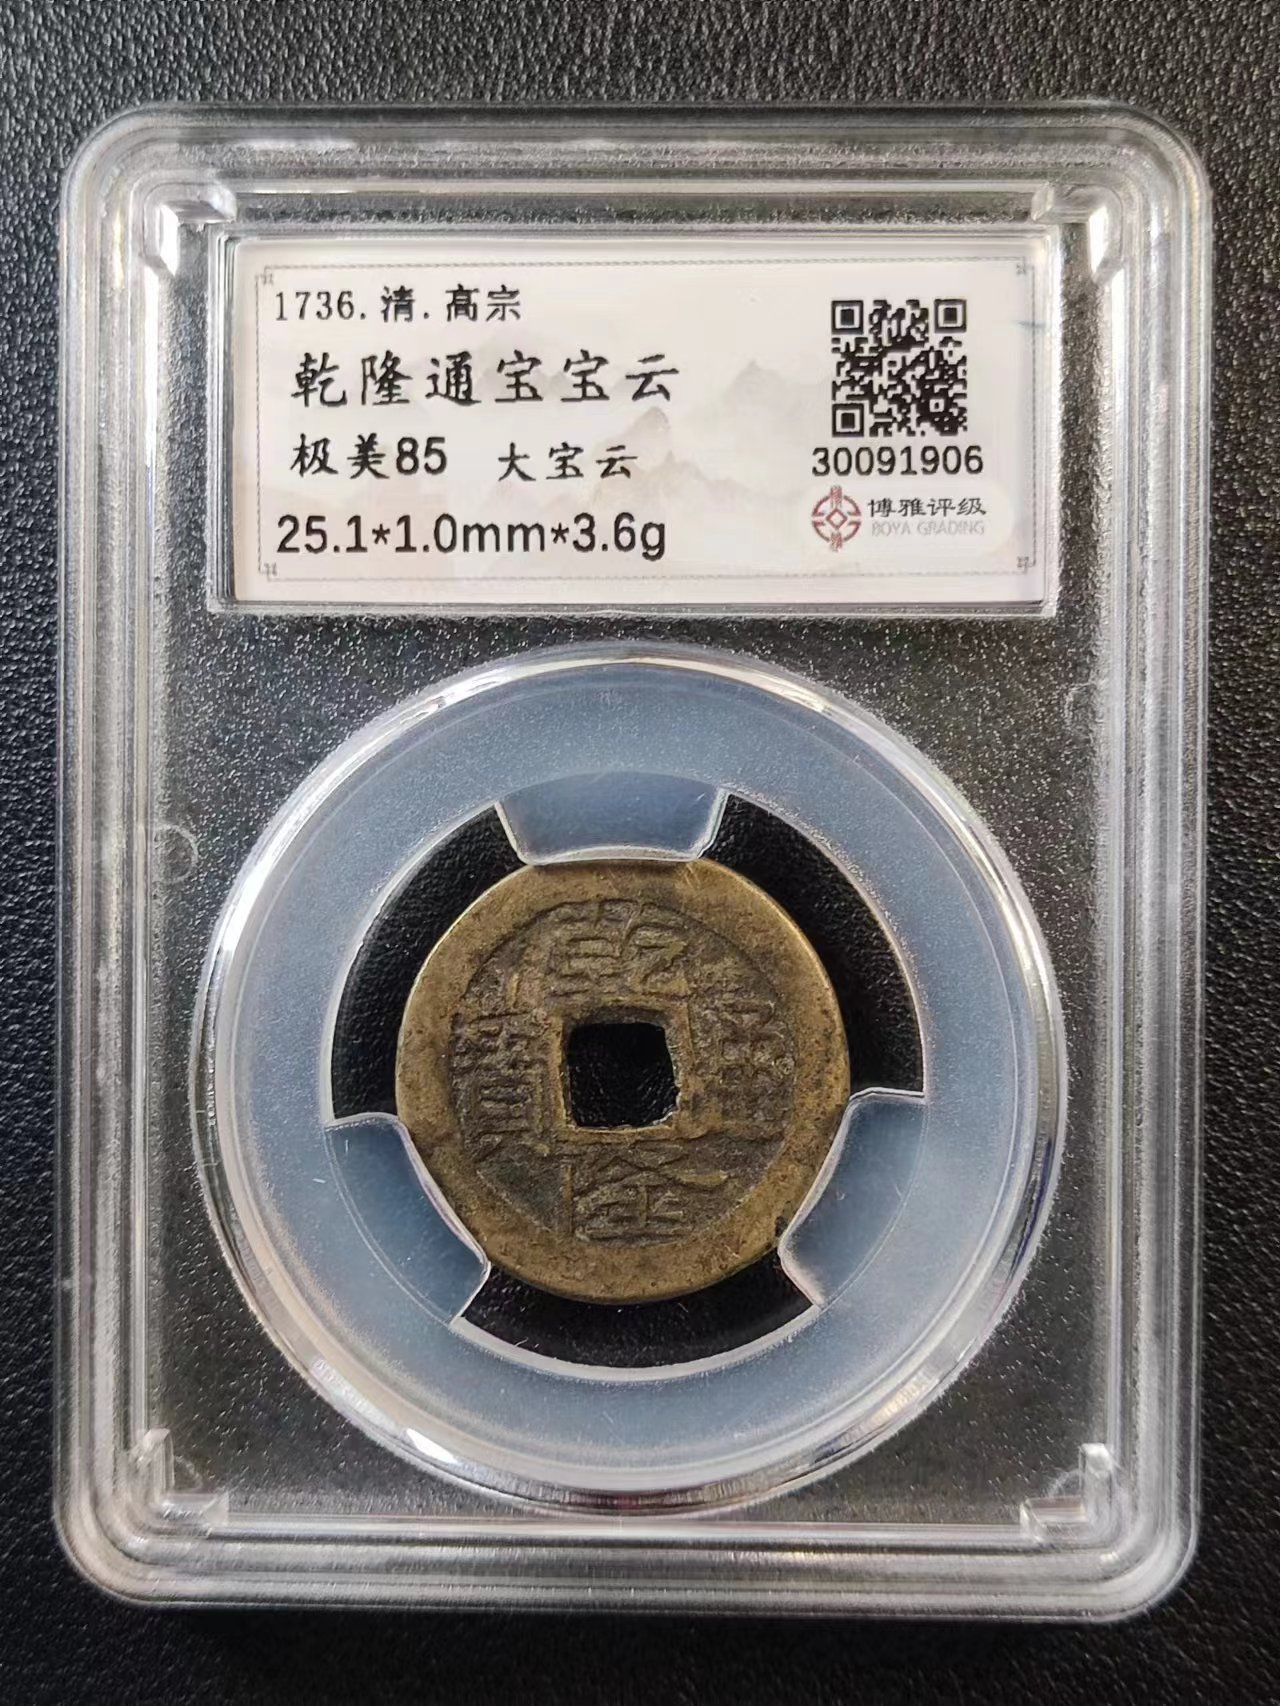 1736.清.高宗
乾隆通宝宝云
极美85 大宝云
25.1*1.0mm*3.6g
30091906
博雅评级
BOYA GRADING
乾隆通寳